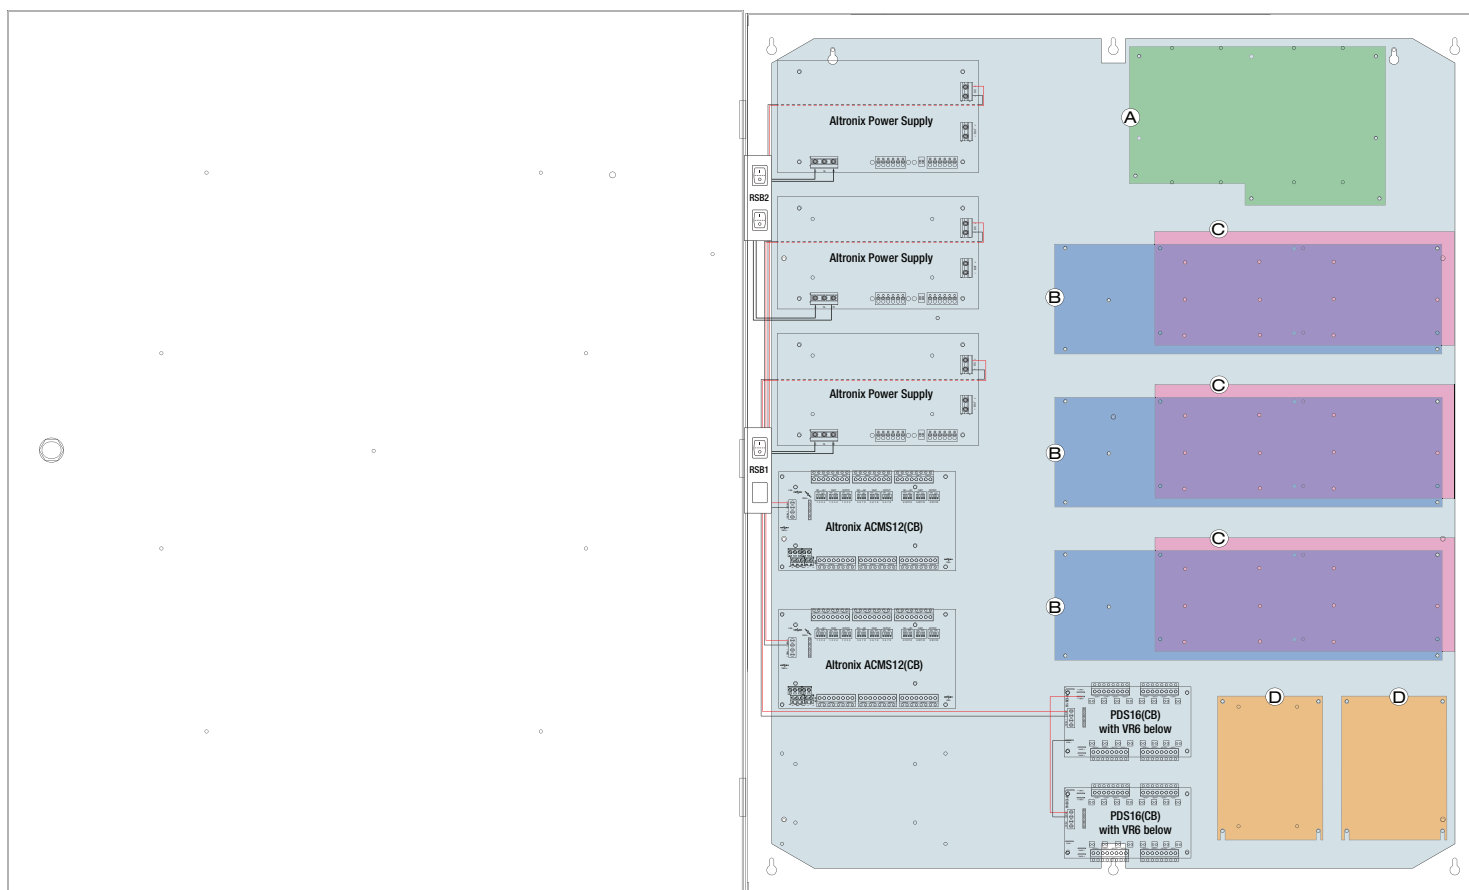 A
Altronix Power Supply
RSB2
C
Altronix Power Supply
B
C
Altronix Power Supply
B
RSB1
Altronix ACMS12(CB)
C
B
Altronix ACMS12(CB)
D
D
PDS16(CB)
with VR6 below
PDS16(CB)
with VR6 below